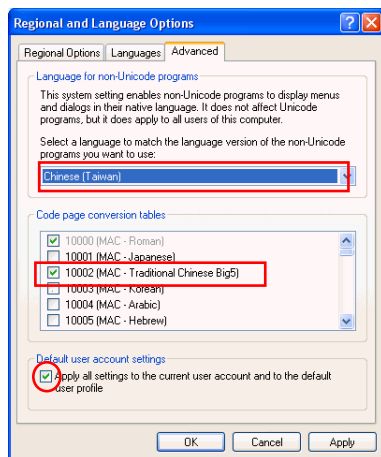 Regional and Language Options
Regional Options Languages Advanced
Language for non-Unicode programs
This system setting enables non-Unicode programs to display menus
and dialogs in their native language. It does not affect Unicode
programs, but it does apply to all users of this computer.
Select a language to match the language version of the non-Unicode
programs you want to use:
Chinese (Taiwan)
Code page conversion tables
10000 (MAC - Roman)
10001 (MAC - Japanese)
10002 (MAC - Traditional Chinese Big5)
10003 (MAC - Korean)
10004 (MAC - Arabic)
10005 (MAC - Hebrew)
Default user account settings
Apply all settings to the current user account and to the default
user profile
OK Cancel Apply